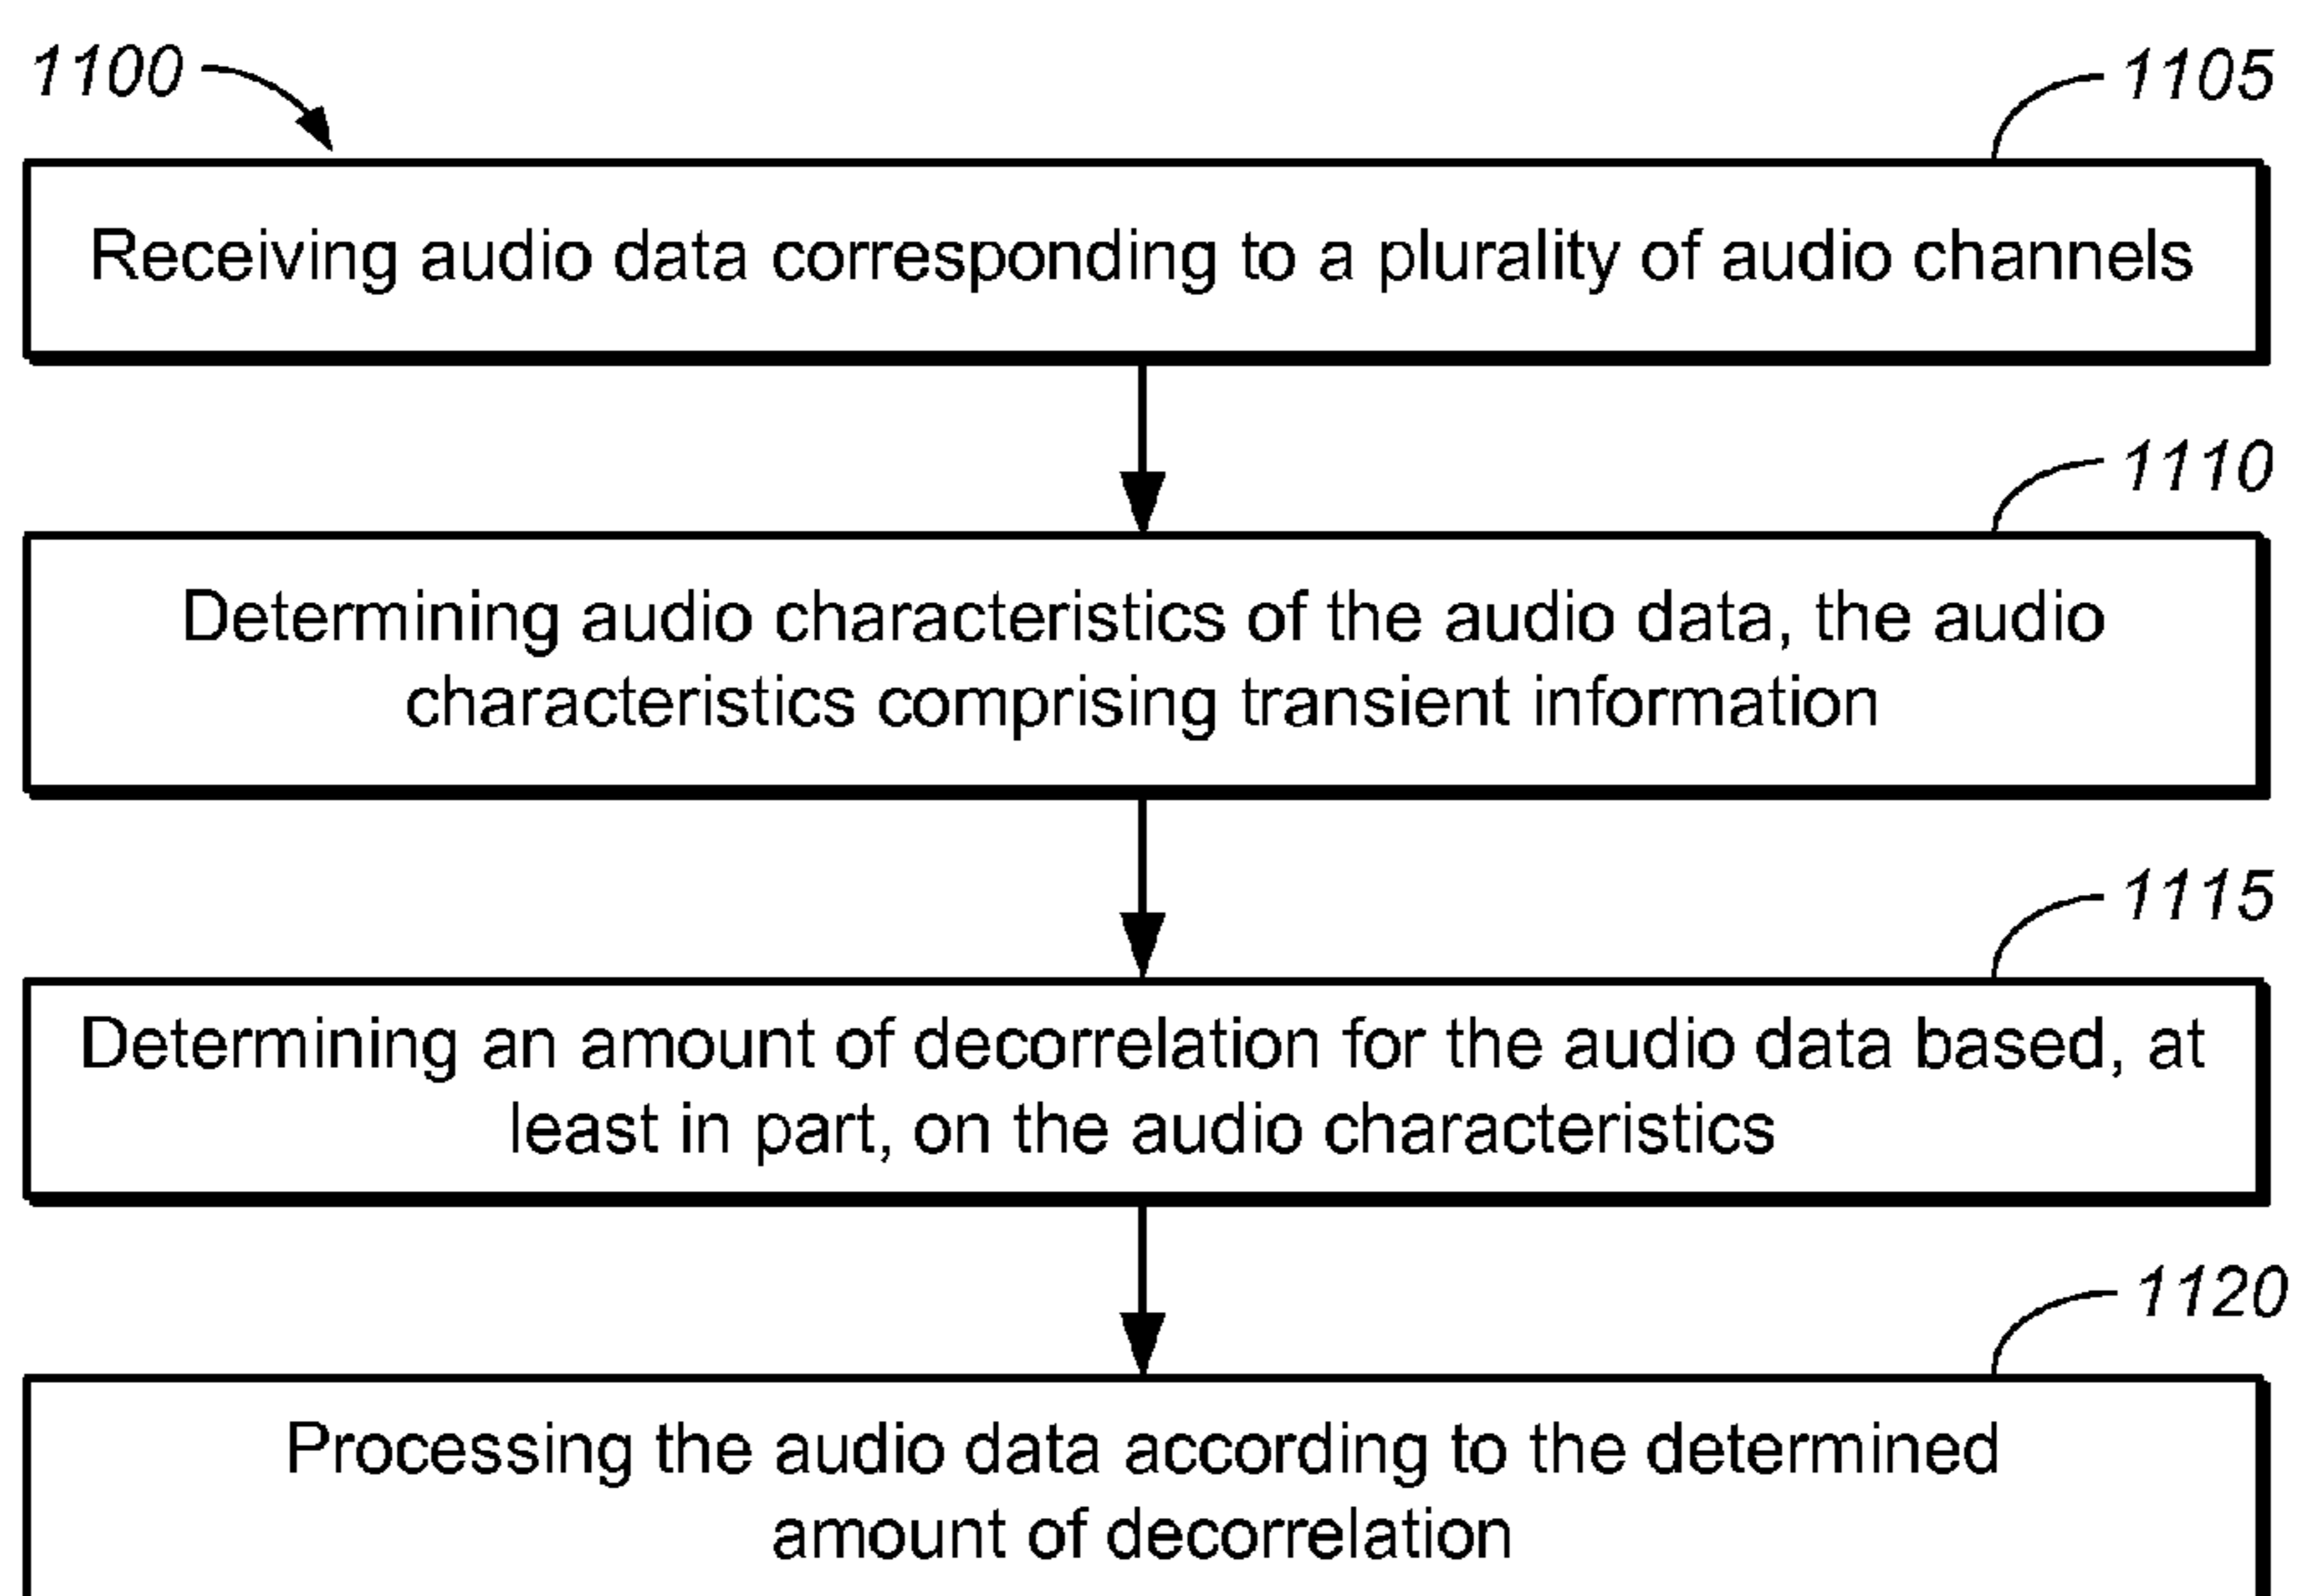 1100
1105
Receiving audio data corresponding to a plurality of audio channels
1110
Determining audio characteristics of the audio data, the audio
characteristics comprising transient information
1115
Determining an amount of decorrelation for the audio data based, at
least in part, on the audio characteristics
1120
Processing the audio data according to the determined
amount of decorrelation